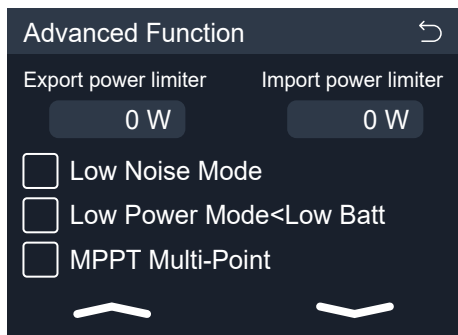 Advanced Function
Export power limiter Import power limiter
0 W 0 W
Low Noise Mode
Low Power Mode<Low Batt
MPPT Multi-Point